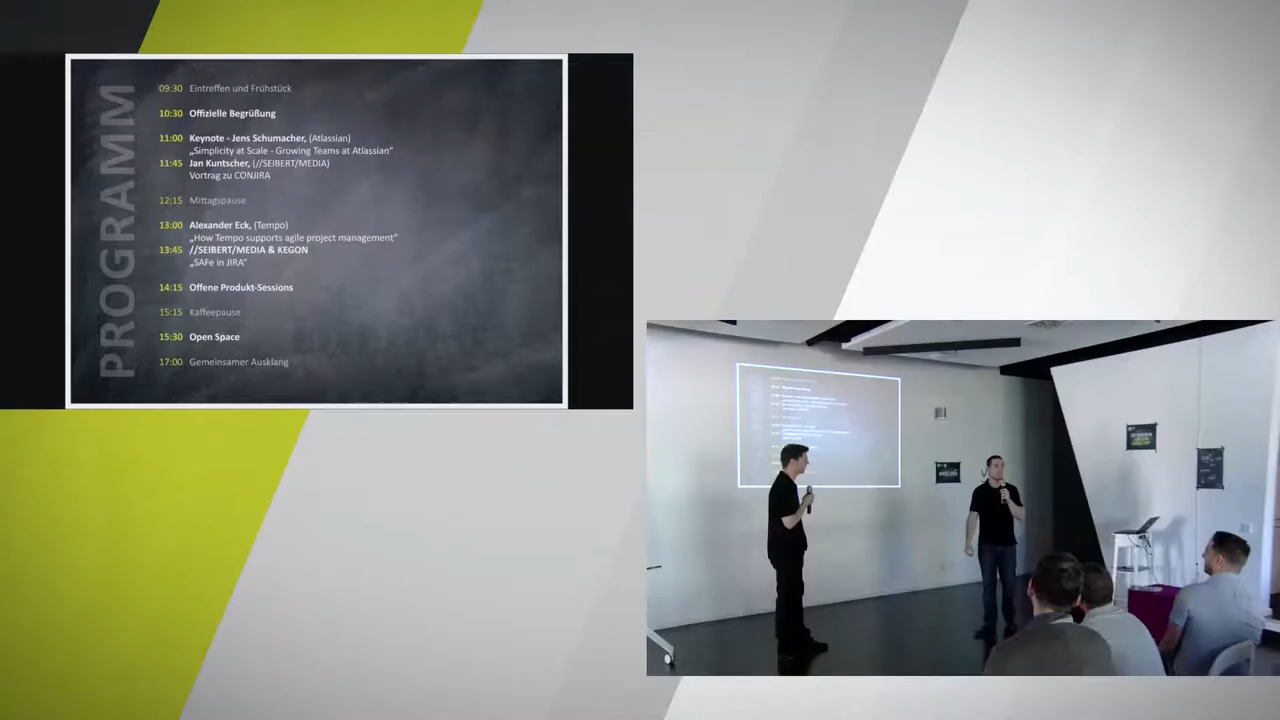 PROGRAMM
09:30 Eintreffen und Frühstück
10:30 Offizielle Begrüßung
11:00 Keynote - Jens Schumacher, (Atlassian)
„Simplicity at Scale - Growing Teams at Atlassian“
11:45 Jan Kuntscher, (//SEIBERT/MEDIA)
Vortrag zu CONJIRA
12:15 Mittagspause
13:00 Alexander Eck, (Tempo)
„How Tempo supports agile project management“
13:45 //SEIBERT/MEDIA & KEGON
„SAFe in JIRA“
14:15 Offene Produkt-Sessions
15:15 Kaffeepause
15:30 Open Space
17:00 Gemeinsamer Ausklang